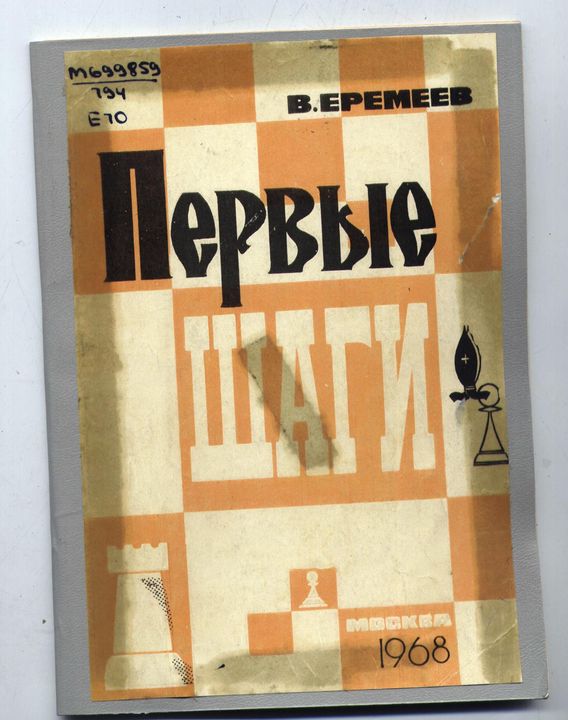 М699859
794
Е70
В. ЕРЕМЕЕВ
Первые
ШАГИ
МОСКВА
1968